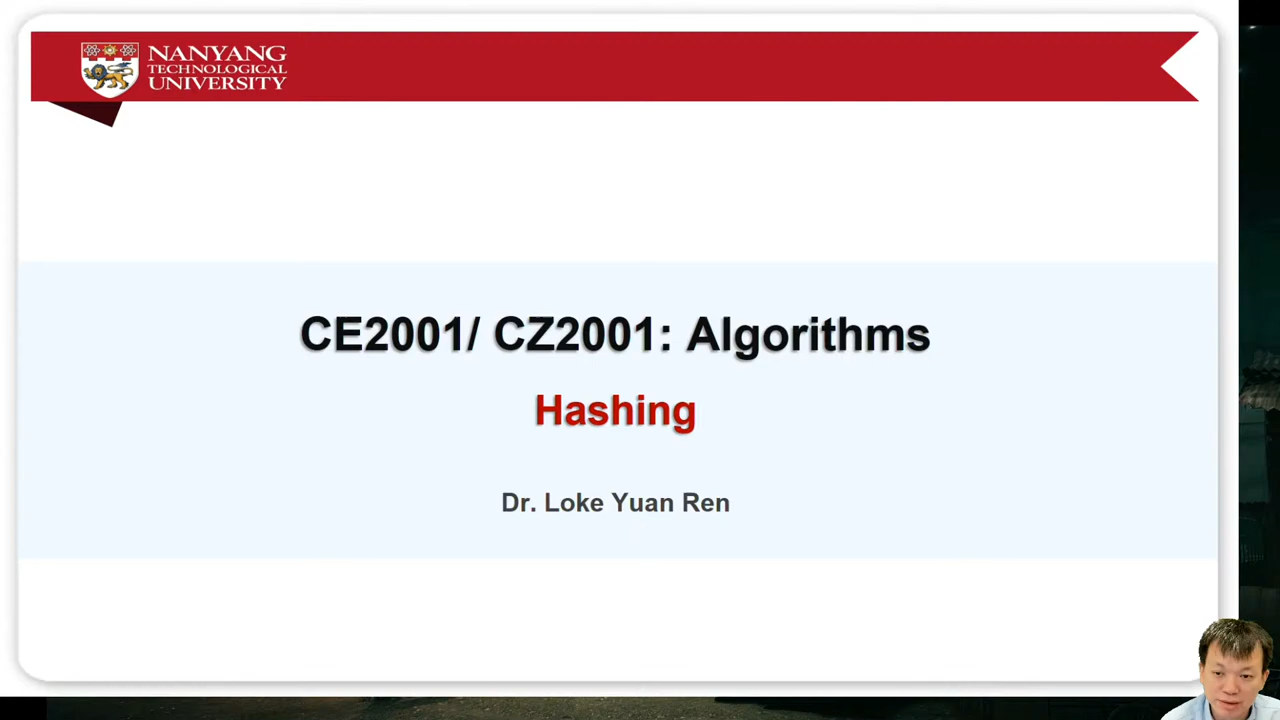 NANYANG
TECHNOLOGICAL
UNIVERSITY
CE2001/ CZ2001: Algorithms
Hashing
Dr. Loke Yuan Ren